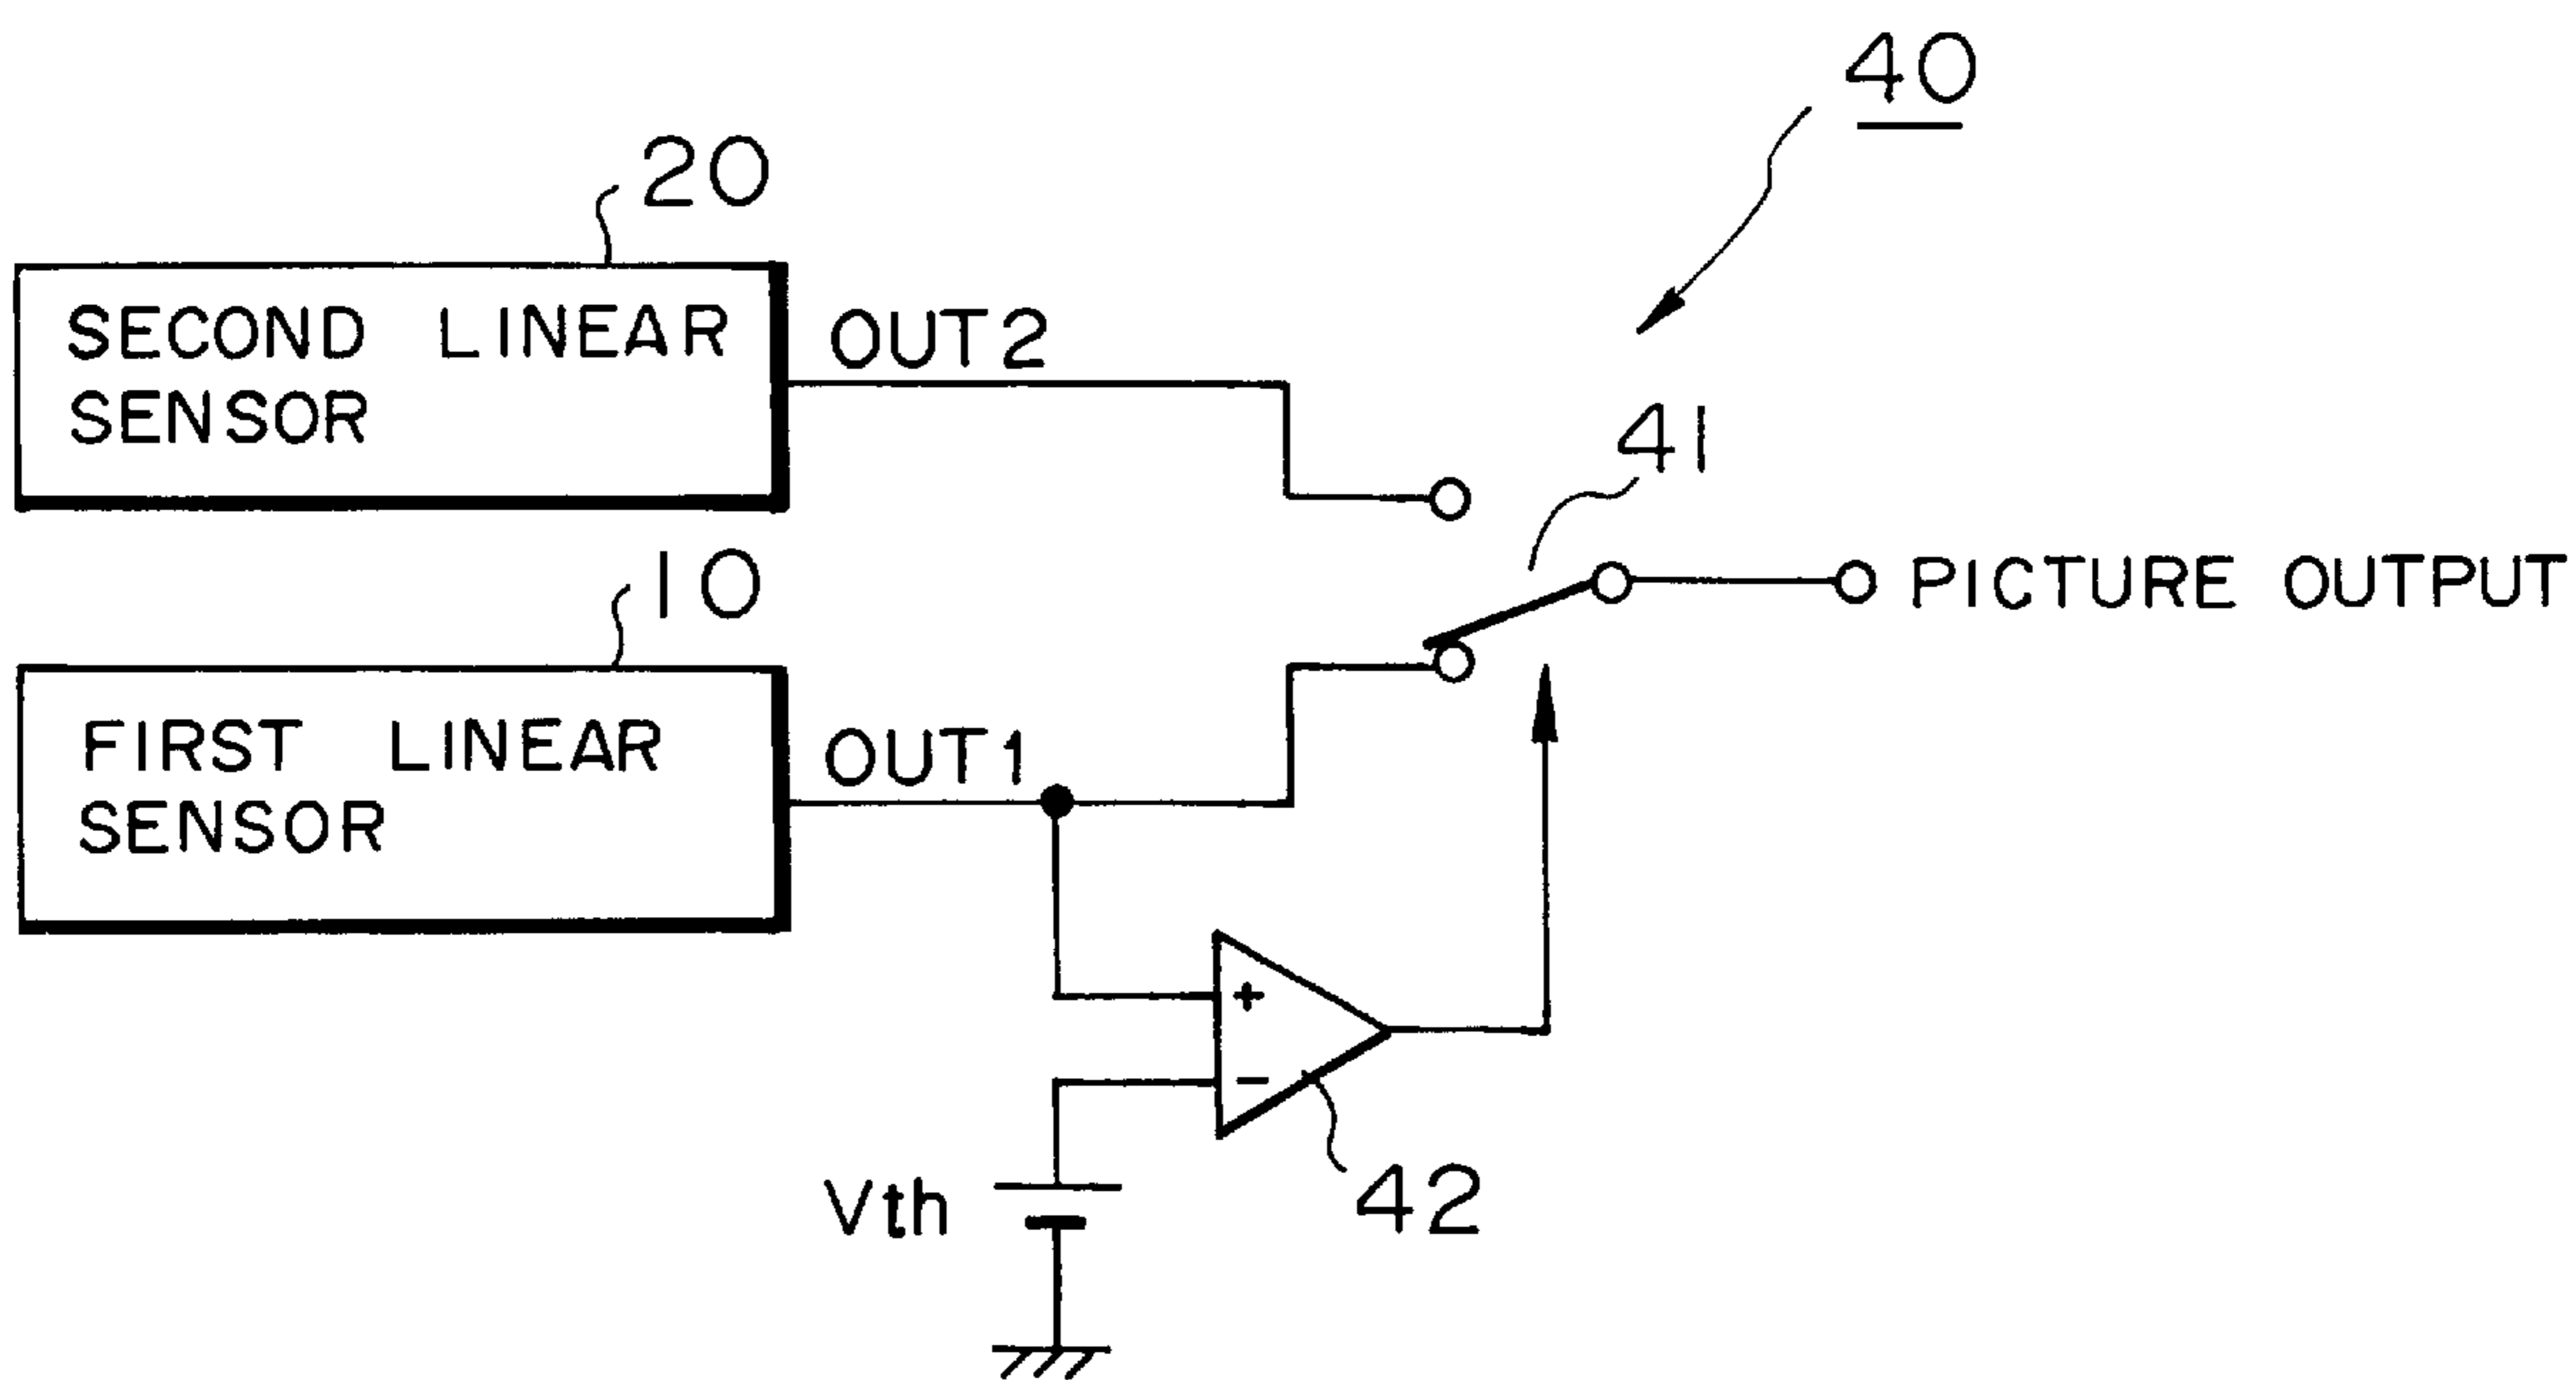 40
20
SECOND LINEAR
SENSOR
OUT2
41
PICTURE OUTPUT
10
FIRST LINEAR
SENSOR
OUT1
+
−
Vth
42